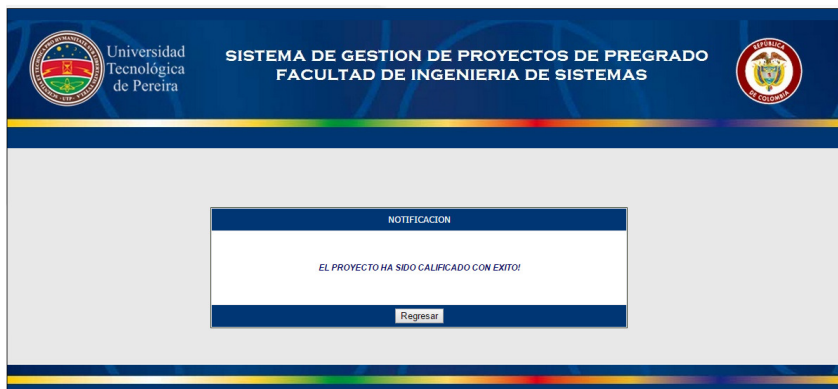 Universidad
Tecnológica
de Pereira
SISTEMA DE GESTION DE PROYECTOS DE PREGRADO
FACULTAD DE INGENIERIA DE SISTEMAS
REPÚBLICA
DE COLOMBIA
NOTIFICACION
EL PROYECTO HA SIDO CALIFICADO CON EXITO!
Regresar